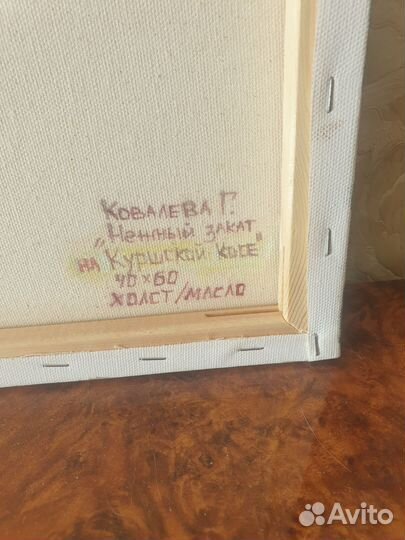 Ковалева Г.
"Нежный закат
на Куршской косе"
40×60
холст/масло
Avito